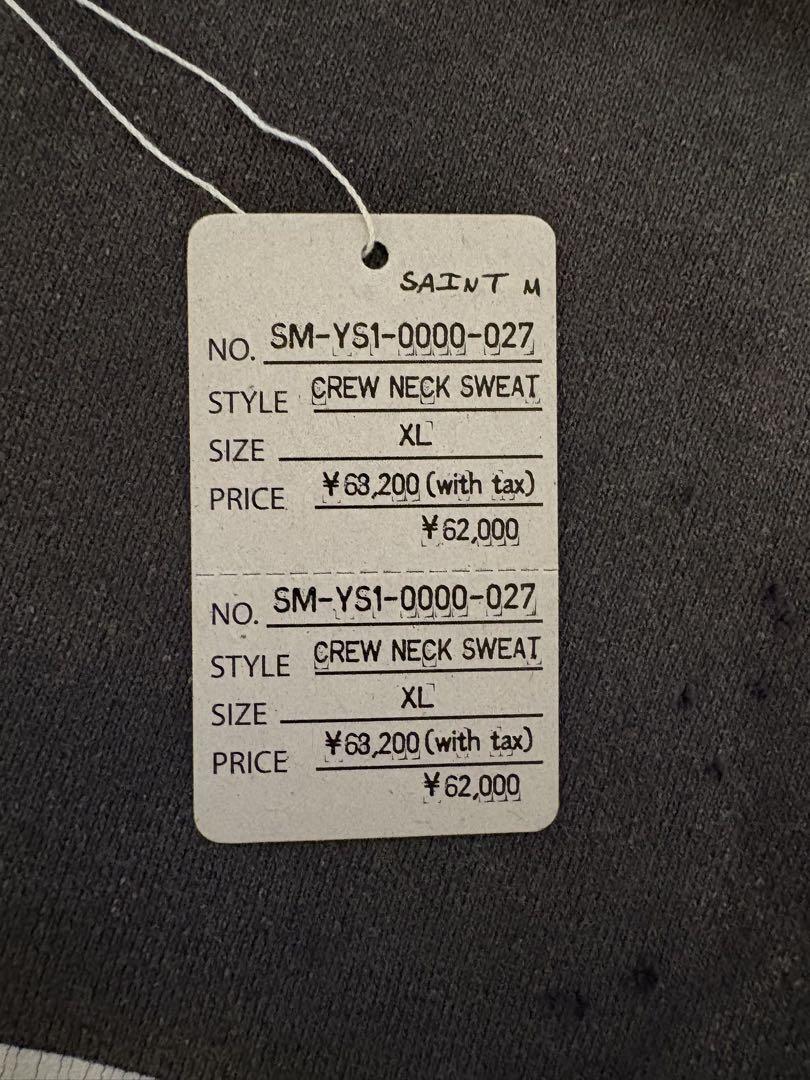 SAINT M
NO. SM-YS1-0000-027
STYLE CREW NECK SWEAT
SIZE XL
PRICE ¥68,200 (with tax)
¥62,000
NO. SM-YS1-0000-027
STYLE CREW NECK SWEAT
SIZE XL
PRICE ¥68,200 (with tax)
¥62,000